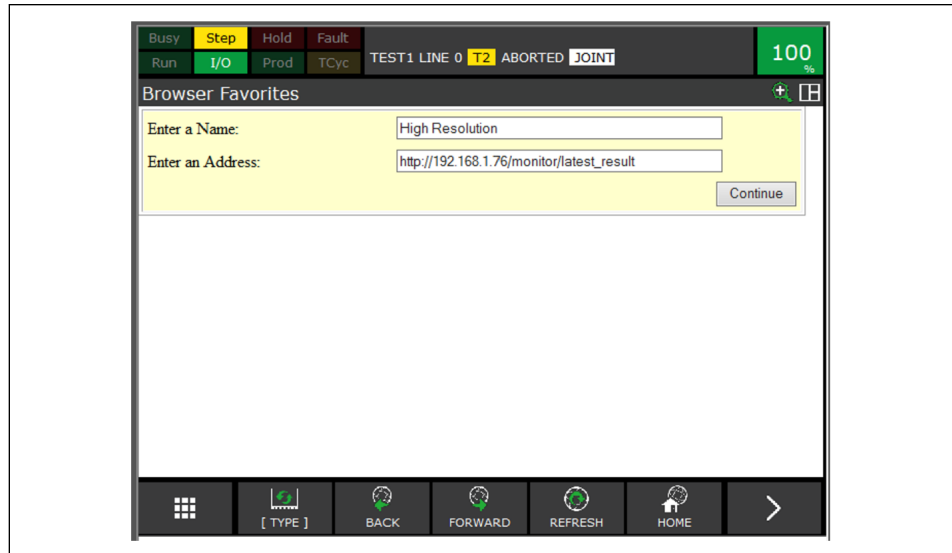 Busy Step Hold Fault
Run I/O Prod TCyc
TEST1 LINE 0 T2 ABORTED JOINT
100
%
Browser Favorites
Enter a Name: High Resolution
Enter an Address: http://192.168.1.76/monitor/latest_result
Continue
[ TYPE ] BACK FORWARD REFRESH HOME